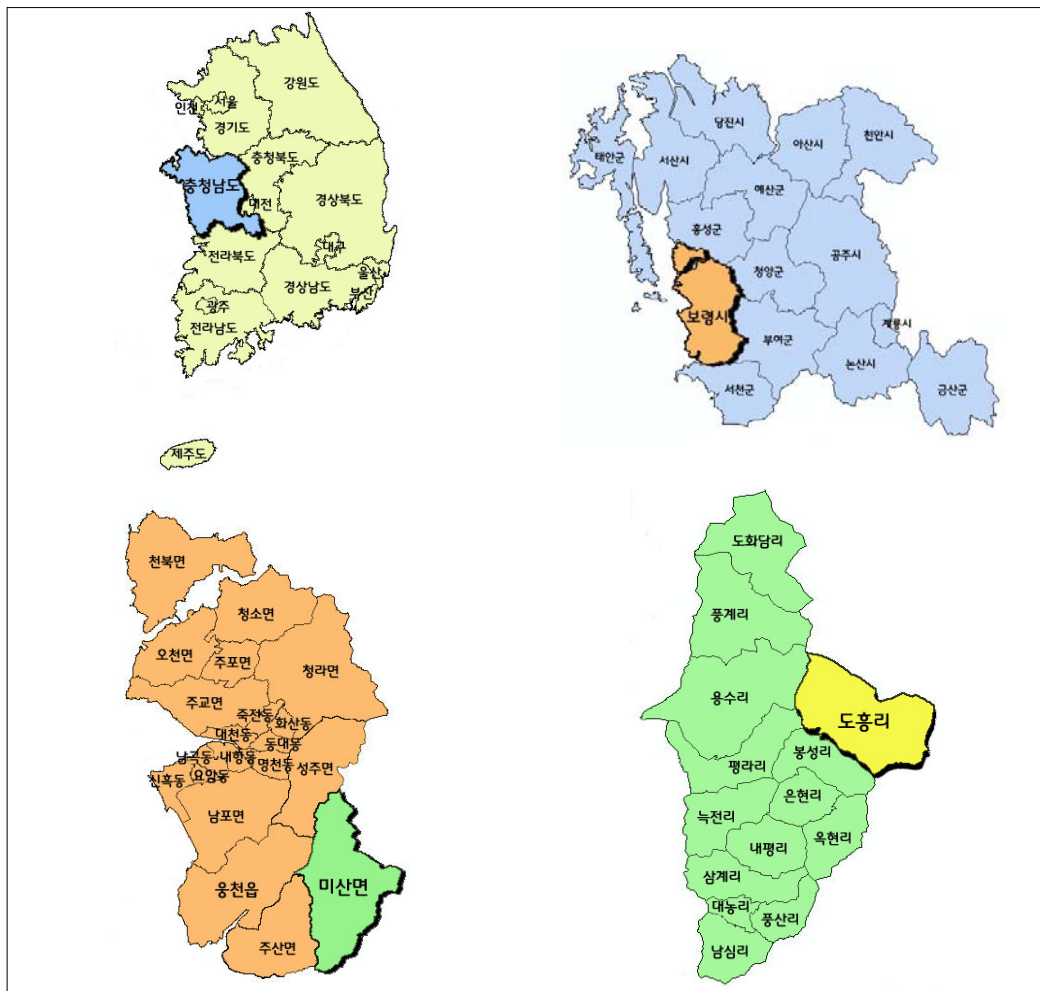 강원도
서울
인천
경기도
충청북도
충청남도
대전
경상북도
대구
전라북도
울산
경상남도
부산
광주
전라남도
제주도
당진시
천안시
아산시
태안군
서산시
예산군
홍성군
공주시
청양군
보령시
계룡시
부여군
논산시
서천군
금산군
천북면
청소면
오천면
주포면
청라면
주교면
죽전동
화산동
대천동
동대동
남곡동
내항동
명천동
성주면
신흑동
요암동
남포면
웅천읍
미산면
주산면
도화담리
풍계리
용수리
도흥리
봉성리
평라리
은현리
늑전리
옥현리
내평리
삼계리
대농리
풍산리
남심리